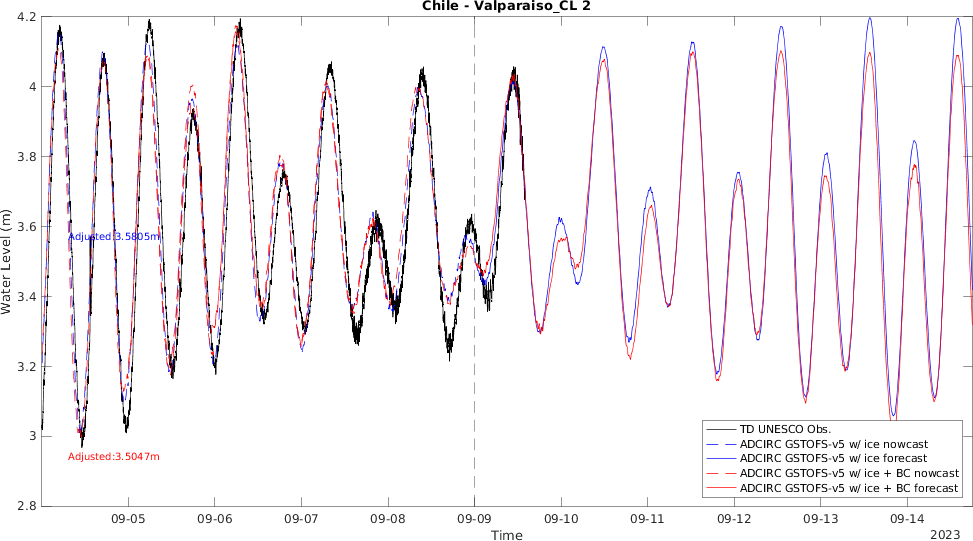 Chile - Valparaiso_CL 2
4.2
4
3.8
3.6
3.4
3.2
3
2.8
Water Level (m)
Adjusted:3.5805m
Adjusted:3.5047m
TD UNESCO Obs.
ADCIRC GSTOFS-v5 w/ ice nowcast
ADCIRC GSTOFS-v5 w/ ice forecast
ADCIRC GSTOFS-v5 w/ ice + BC nowcast
ADCIRC GSTOFS-v5 w/ ice + BC forecast
09-05 09-06 09-07 09-08 09-09 09-10 09-11 09-12 09-13 09-14
Time
2023